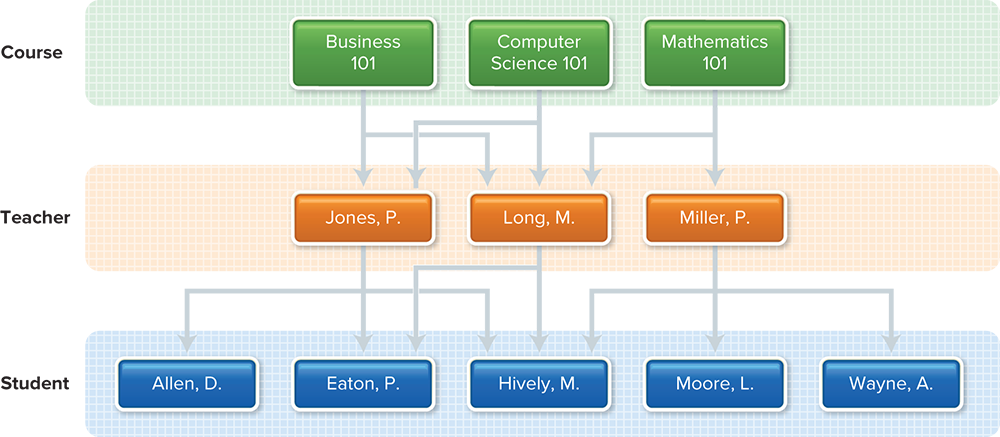 Course
Business
101
Computer
Science 101
Mathematics
101
Teacher
Jones, P.
Long, M.
Miller, P.
Student
Allen, D.
Eaton, P.
Hively, M.
Moore, L.
Wayne, A.